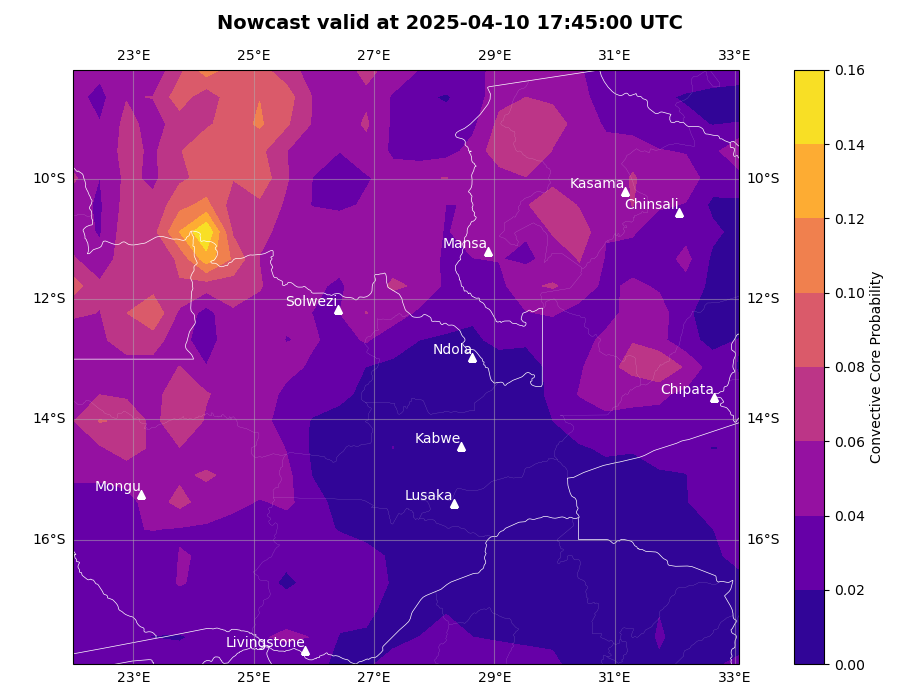 Nowcast valid at 2025-04-10 17:45:00 UTC
23°E 25°E 27°E 29°E 31°E 33°E
0.16
0.14
0.12
0.10
0.08
0.06
0.04
0.02
0.00
Convective Core Probability
10°S 10°S
12°S 12°S
14°S 14°S
16°S 16°S
Kasama
Chinsali
Mansa
Solwezi
Ndola
Chipata
Kabwe
Mongu
Lusaka
Livingstone
23°E 25°E 27°E 29°E 31°E 33°E